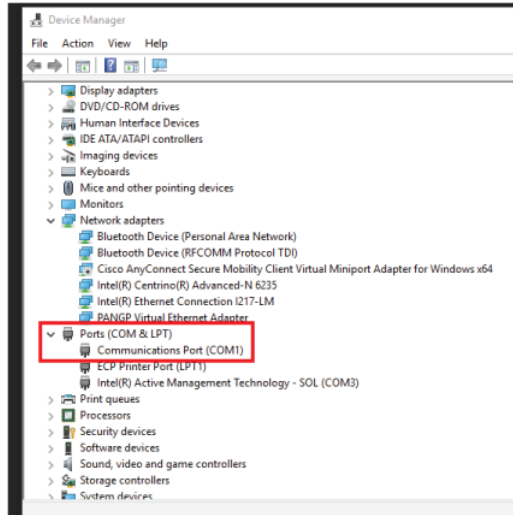 Device Manager
File Action View Help
Display adapters
DVD/CD-ROM drives
Human Interface Devices
IDE ATA/ATAPI controllers
Imaging devices
Keyboards
Mice and other pointing devices
Monitors
Network adapters
Bluetooth Device (Personal Area Network)
Bluetooth Device (RFCOMM Protocol TDI)
Cisco AnyConnect Secure Mobility Client Virtual Miniport Adapter for Windows x64
Intel(R) Centrino(R) Advanced-N 6235
Intel(R) Ethernet Connection I217-LM
PANGP Virtual Ethernet Adapter
Ports (COM & LPT)
Communications Port (COM1)
ECP Printer Port (LPT1)
Intel(R) Active Management Technology - SOL (COM3)
Print queues
Processors
Security devices
Software devices
Sound, video and game controllers
Storage controllers
System devices